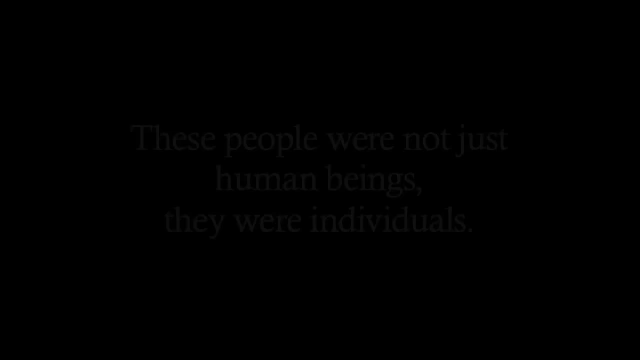 These people were not just
human beings,
they were individuals.